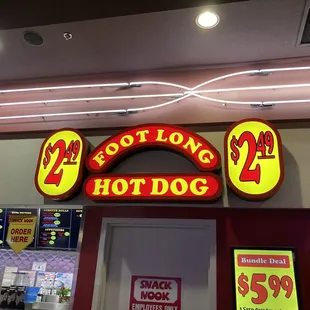 $2.49
FOOT LONG
HOT DOG
$2.49
ORDER
HERE
SNACK
NOOK
EMPLOYEES ONLY
Bundle Deal
$5.99